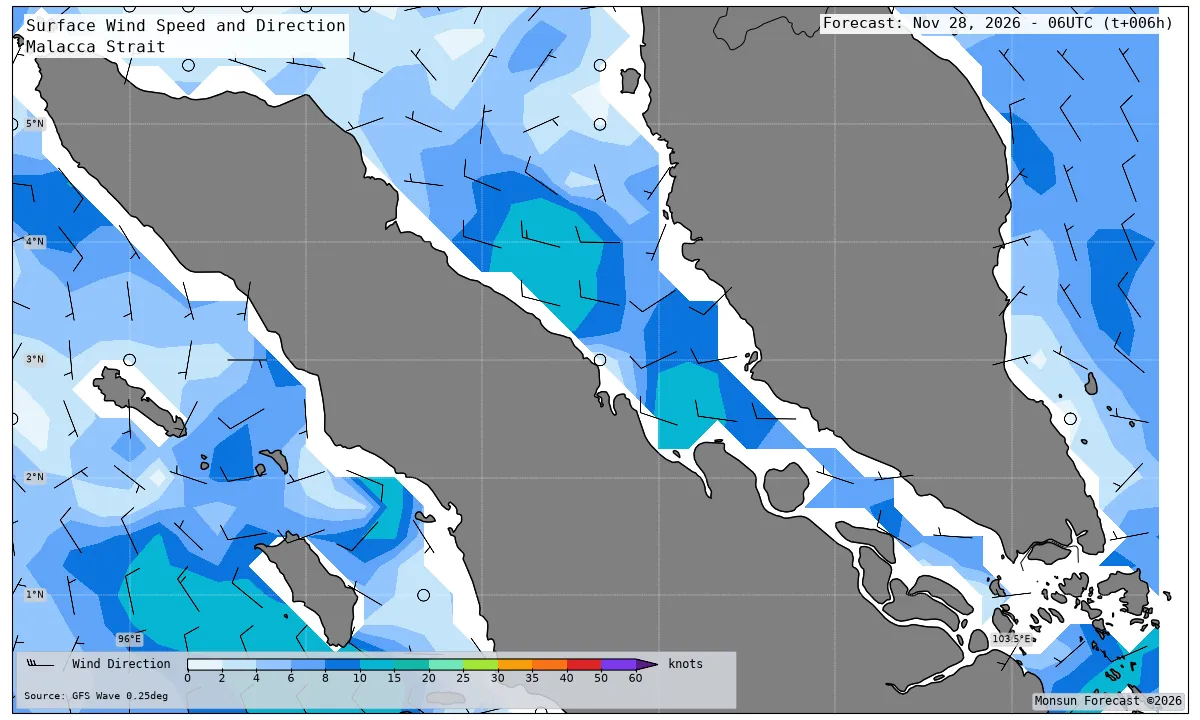 Surface Wind Speed and Direction
Malacca Strait
Forecast: Nov 28, 2026 - 06UTC (t+006h)
5°N
4°N
3°N
2°N
1°N
96°E
103.5°E
Wind Direction
0 2 4 6 8 10 15 20 25 30 35 40 50 60
knots
Source: GFS Wave 0.25deg
Monsun Forecast ©2026